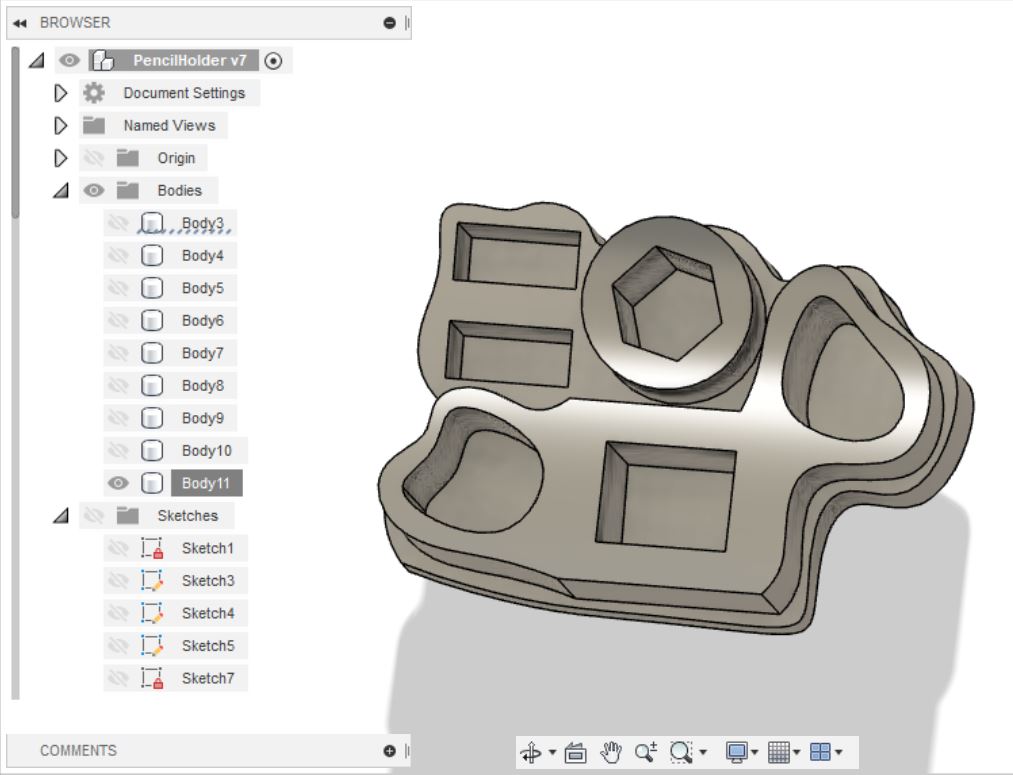 BROWSER
PencilHolder v7
Document Settings
Named Views
Origin
Bodies
Body3
Body4
Body5
Body6
Body7
Body8
Body9
Body10
Body11
Sketches
Sketch1
Sketch3
Sketch4
Sketch5
Sketch7
COMMENTS